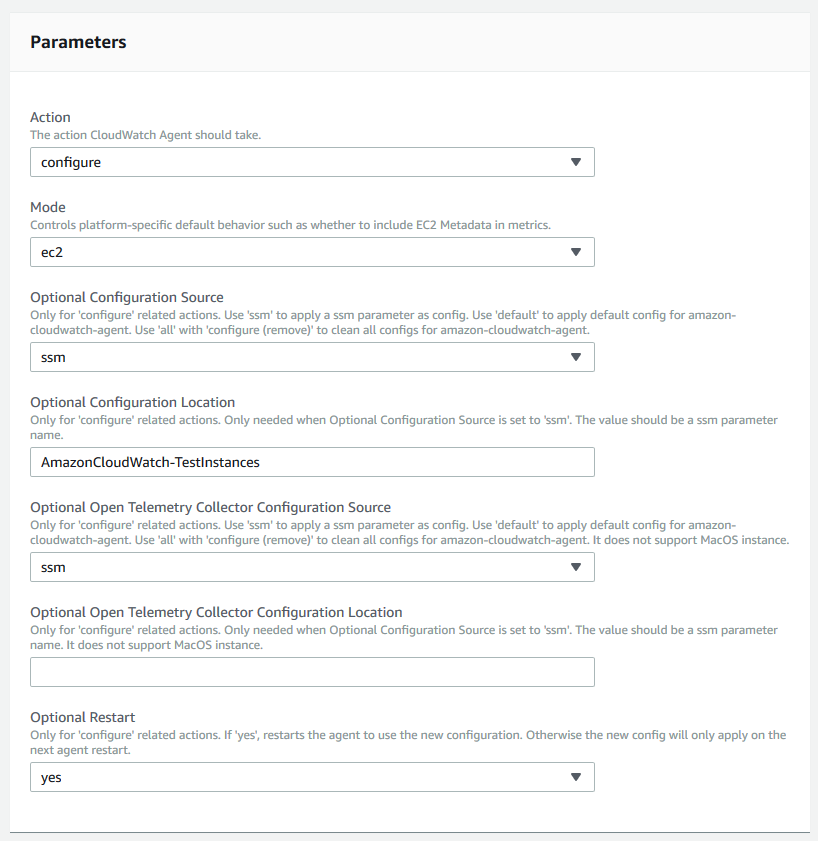 Parameters
Action
The action CloudWatch Agent should take.
configure
Mode
Controls platform-specific default behavior such as whether to include EC2 Metadata in metrics.
ec2
Optional Configuration Source
Only for 'configure' related actions. Use 'ssm' to apply a ssm parameter as config. Use 'default' to apply default config for amazon-
cloudwatch-agent. Use 'all' with 'configure (remove)' to clean all configs for amazon-cloudwatch-agent.
ssm
Optional Configuration Location
Only for 'configure' related actions. Only needed when Optional Configuration Source is set to 'ssm'. The value should be a ssm parameter
name.
AmazonCloudWatch-TestInstances
Optional Open Telemetry Collector Configuration Source
Only for 'configure' related actions. Use 'ssm' to apply a ssm parameter as config. Use 'default' to apply default config for amazon-
cloudwatch-agent. Use 'all' with 'configure (remove)' to clean all configs for amazon-cloudwatch-agent. It does not support MacOS instance.
ssm
Optional Open Telemetry Collector Configuration Location
Only for 'configure' related actions. Only needed when Optional Configuration Source is set to 'ssm'. The value should be a ssm parameter
name. It does not support MacOS instance.
Optional Restart
Only for 'configure' related actions. If 'yes', restarts the agent to use the new configuration. Otherwise the new config will only apply on the
next agent restart.
yes